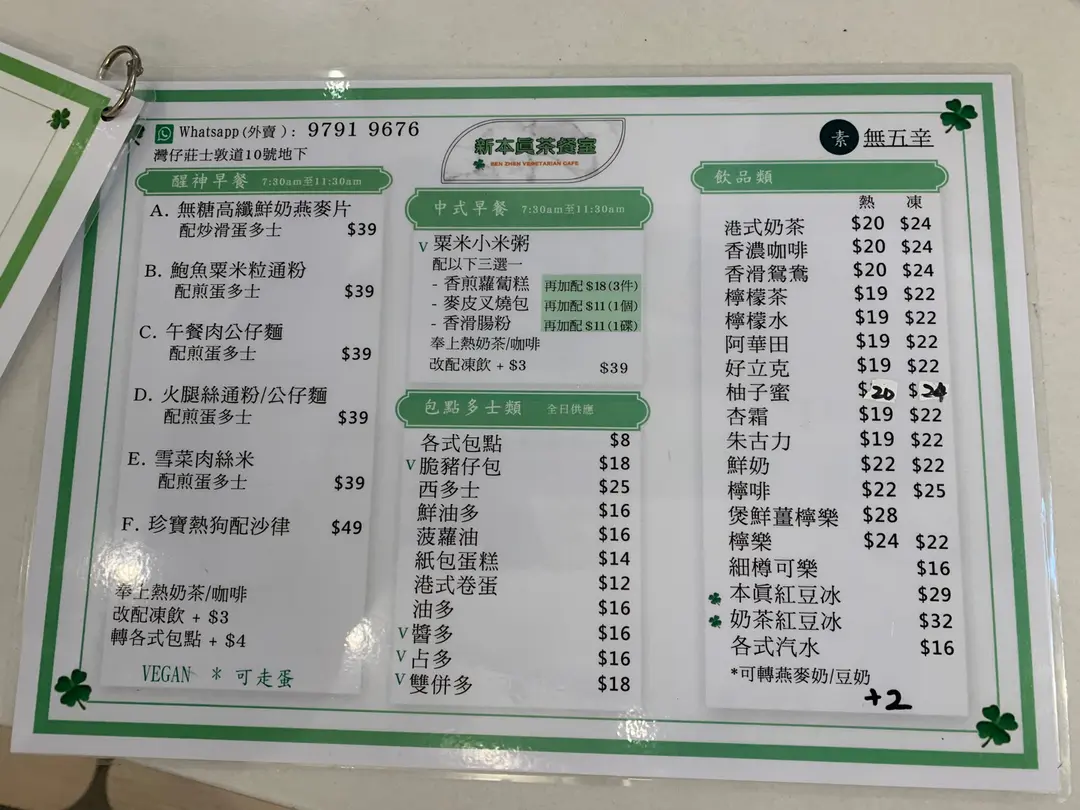 Whatsapp(外賣): 9791 9676
灣仔莊士敦道10號地下
新本眞茶餐室
BEN ZHEN VEGETARIAN CAFE
素 無五辛
醒神早餐 7:30am至11:30am
A. 無糖高纖鮮奶燕麥片
配炒滑蛋多士 $39
B. 鮑魚粟米粒通粉
配煎蛋多士 $39
C. 午餐肉公仔麵
配煎蛋多士 $39
D. 火腿絲通粉/公仔麵
配煎蛋多士 $39
E. 雪菜肉絲米
配煎蛋多士 $39
F. 珍寶熱狗配沙律 $49
奉上熱奶茶/咖啡
改配凍飲 + $3
轉各式包點 + $4
VEGAN * 可走蛋
中式早餐 7:30am至11:30am
V 粟米小米粥
配以下三選一
- 香煎蘿蔔糕 再加配 $18(3件)
- 麥皮叉燒包 再加配 $11(1個)
- 香滑腸粉 再加配 $11(1碟)
奉上熱奶茶/咖啡
改配凍飲 + $3 $39
包點多士類 全日供應
各式包點 $8
V 脆豬仔包 $18
西多士 $25
鮮油多 $16
菠蘿油 $16
紙包蛋糕 $14
港式卷蛋 $12
油多 $16
V 醬多 $16
V 占多 $16
V 雙併多 $18
飲品類
熱 凍
港式奶茶 $20 $24
香濃咖啡 $20 $24
香滑鴛鴦 $20 $24
檸檬茶 $19 $22
檸檬水 $19 $22
阿華田 $19 $22
好立克 $19 $22
柚子蜜 $20 $24
杏霜 $19 $22
朱古力 $19 $22
鮮奶 $22 $22
檸啡 $22 $25
煲鮮薑檸樂 $28
檸樂 $24 $22
細樽可樂 $16
本眞紅豆冰 $29
奶茶紅豆冰 $32
各式汽水 $16
*可轉燕麥奶/豆奶
+2